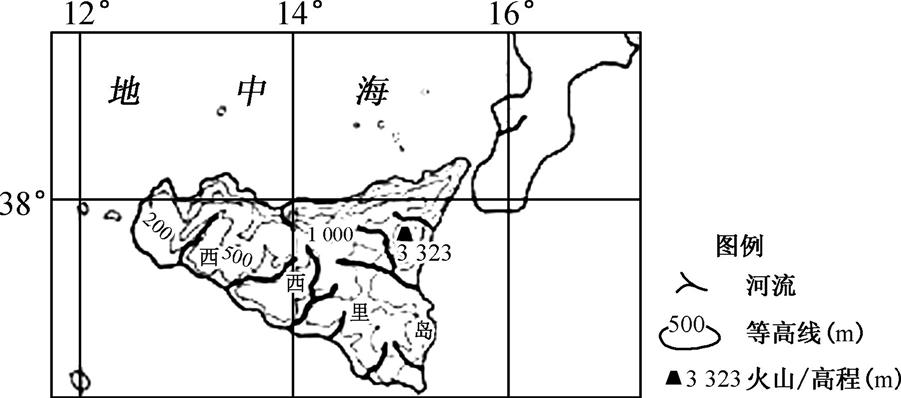 12° 14° 16°
地 中 海
38°
200
西 500
1 000
3 323
西
里
岛
图例
河流
500 等高线(m)
3 323 火山/高程(m)